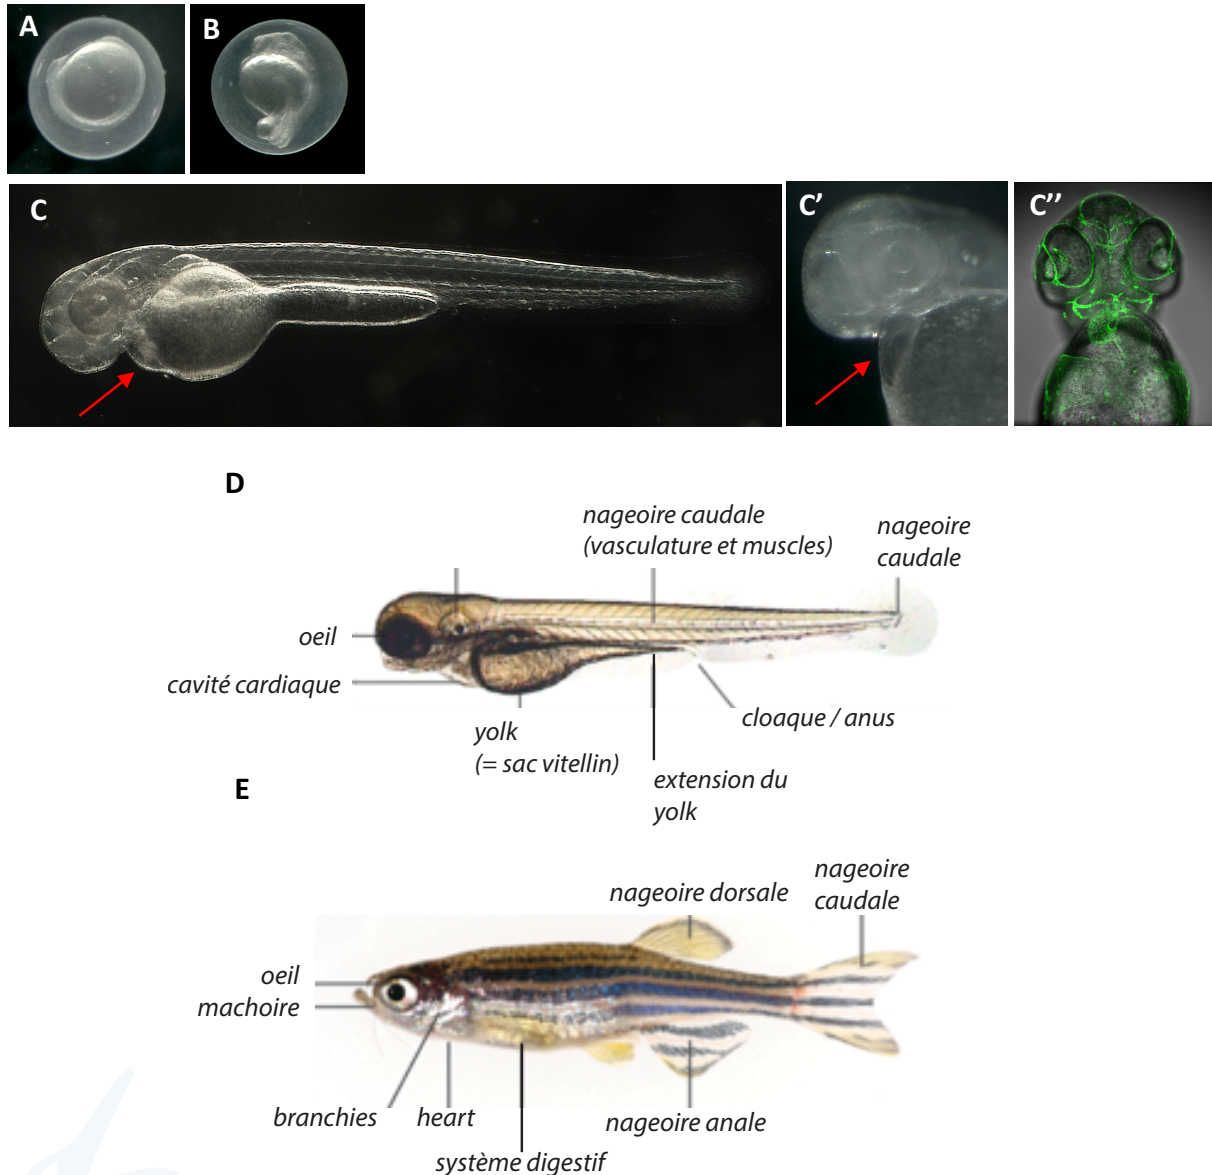 A
B
C
C'
C''
D
nageoire caudale
(vasculature et muscles)
nageoire
caudale
oeil
cavité cardiaque
yolk
(= sac vitellin)
cloaque / anus
extension du
yolk
E
nageoire dorsale
nageoire
caudale
oeil
machoire
branchies
heart
nageoire anale
système digestif